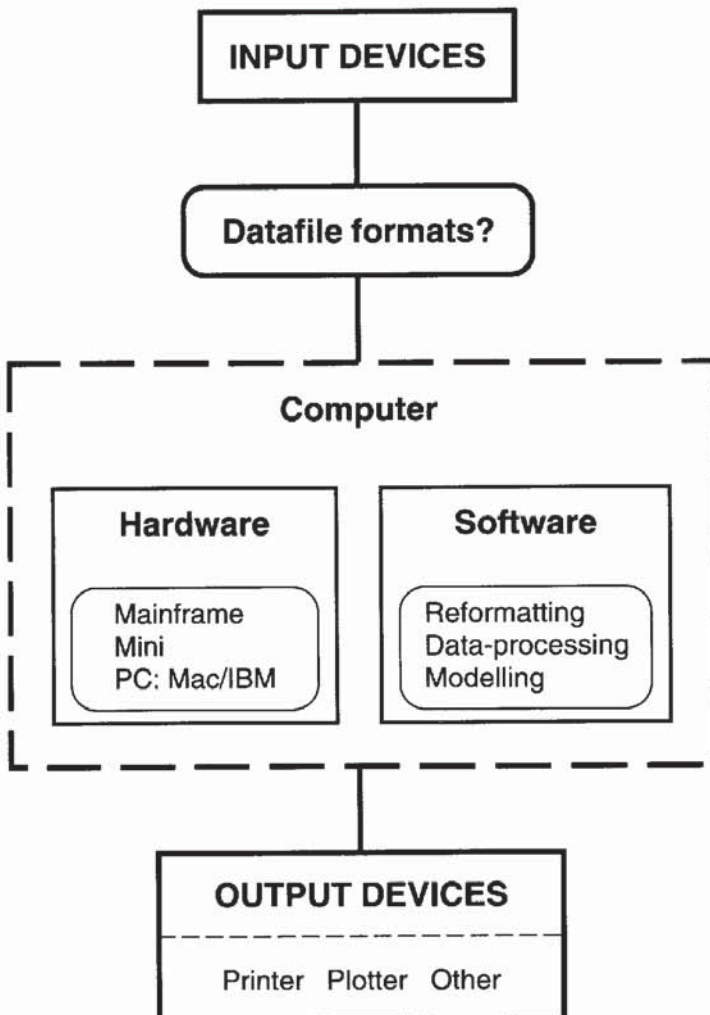 INPUT DEVICES
Datafile formats?
Computer
Hardware
Mainframe
Mini
PC: Mac/IBM
Software
Reformatting
Data-processing
Modelling
OUTPUT DEVICES
Printer Plotter Other